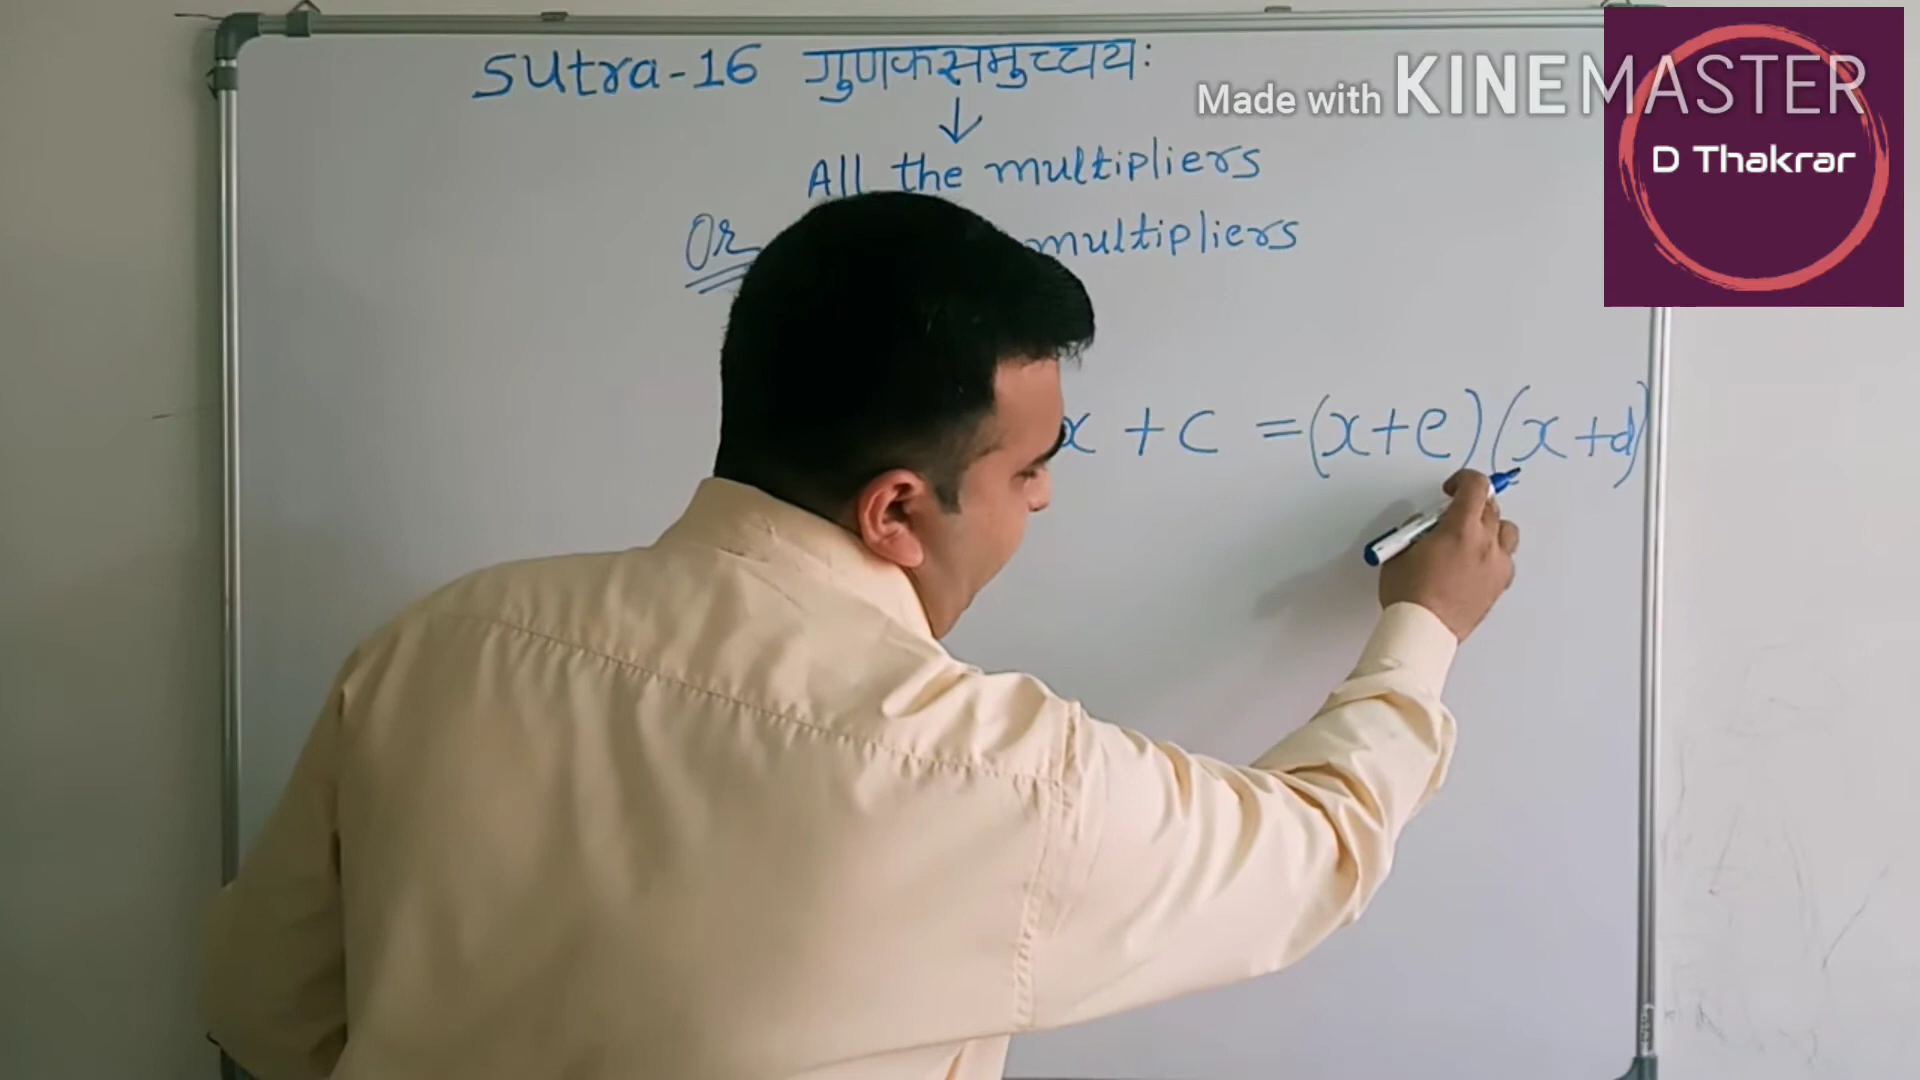 Sutra-16 गुणकसमुच्चयः
↓
All the multipliers
Or multipliers
x + c = (x+e)(x+d)
Made with KINEMASTER
D Thakrar